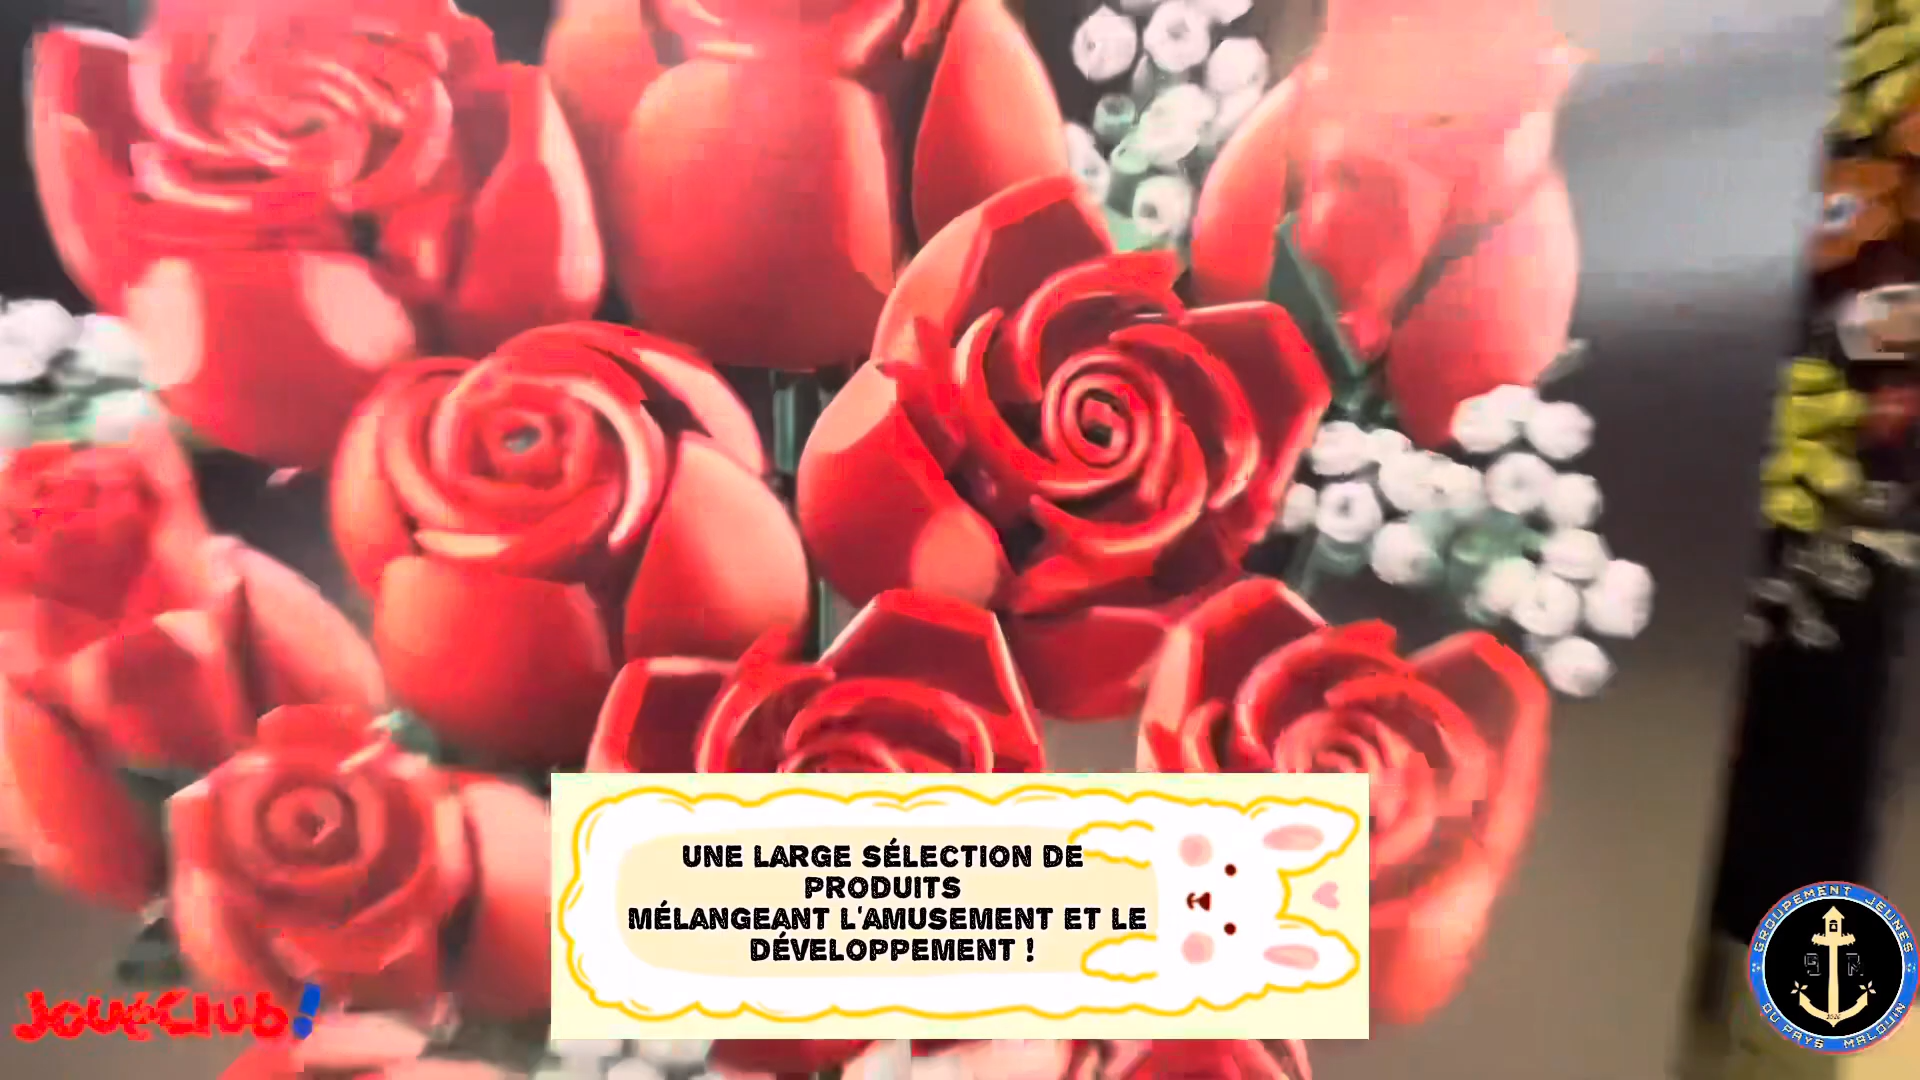 UNE LARGE SÉLECTION DE
PRODUITS
MÉLANGEANT L'AMUSEMENT ET LE
DÉVELOPPEMENT !
JouéClub!
GROUPEMENT JEUNES
DU PAYS MALOUIN